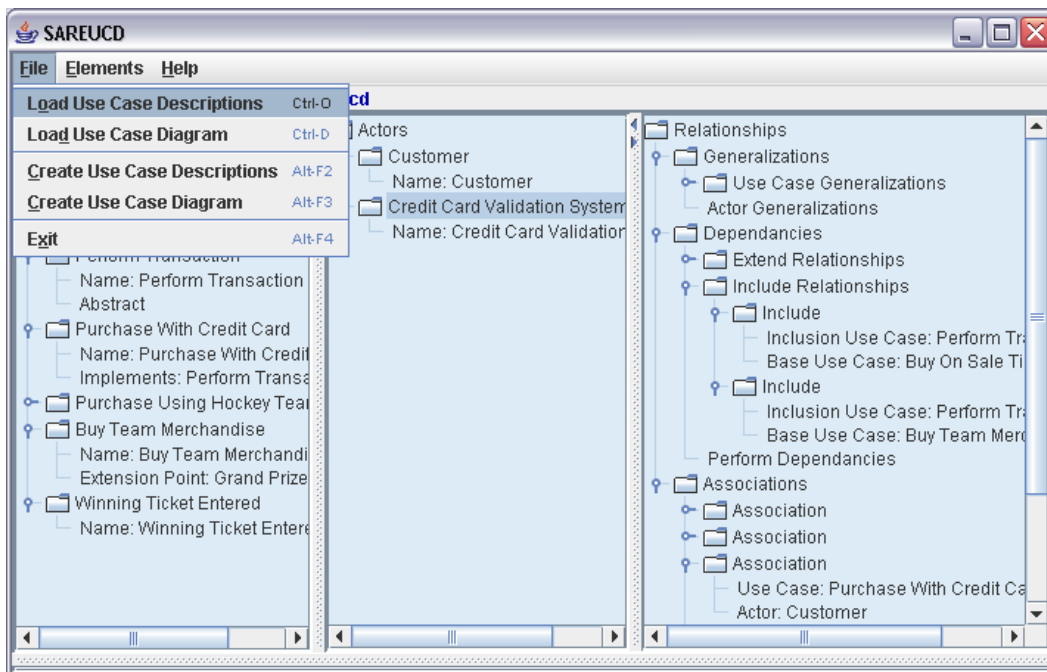 SAREUCD
File Elements Help
Load Use Case Descriptions Ctrl-O
Load Use Case Diagram Ctrl-D
Create Use Case Descriptions Alt-F2
Create Use Case Diagram Alt-F3
Exit Alt-F4
cd
Perform Transaction
Name: Perform Transaction
Abstract
Purchase With Credit Card
Name: Purchase With Credit
Implements: Perform Transa
Purchase Using Hockey Tea
Buy Team Merchandise
Name: Buy Team Merchandi
Extension Point: Grand Prize
Winning Ticket Entered
Name: Winning Ticket Entere
Actors
Customer
Name: Customer
Credit Card Validation System
Name: Credit Card Validation
Relationships
Generalizations
Use Case Generalizations
Actor Generalizations
Dependancies
Extend Relationships
Include Relationships
Include
Inclusion Use Case: Perform Tra
Base Use Case: Buy On Sale Ti
Include
Inclusion Use Case: Perform Tra
Base Use Case: Buy Team Merc
Perform Dependancies
Associations
Association
Association
Association
Use Case: Purchase With Credit Ca
Actor: Customer